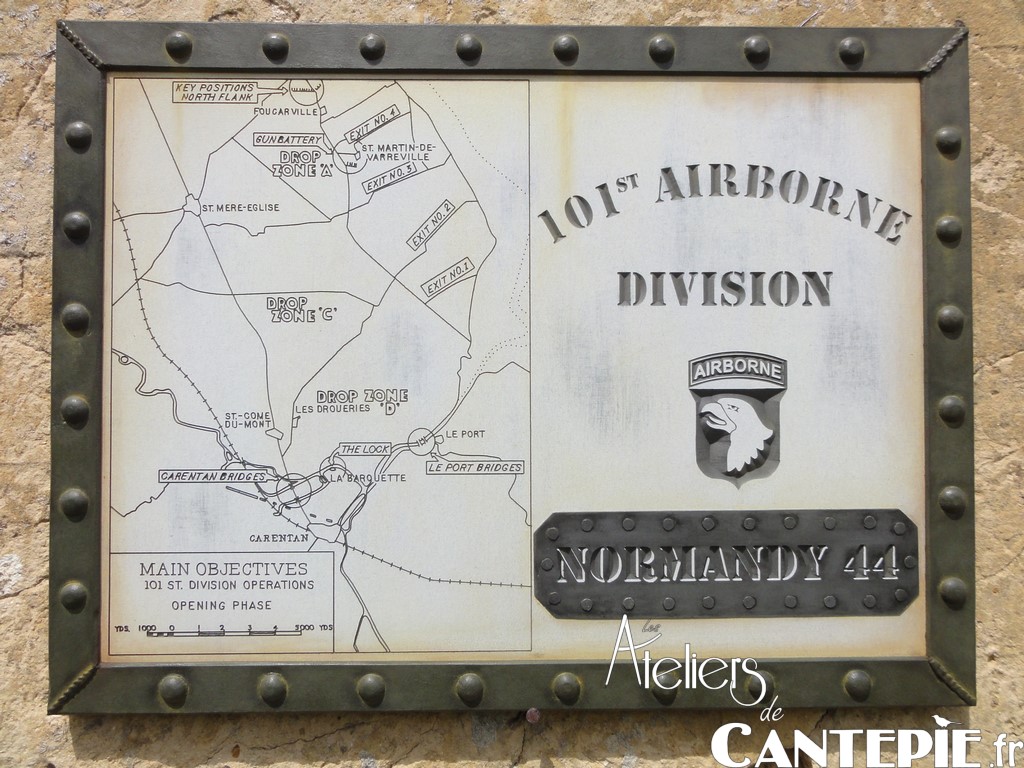 KEY POSITIONS
NORTH FLANK
FOUCARVILLE
EXIT NO. 4
GUN BATTERY
DROP
ZONE 'A'
ST. MARTIN-DE-
VARREVILLE
EXIT NO. 3
ST. MERE-EGLISE
EXIT NO. 2
EXIT NO. 1
DROP
ZONE 'C'
DROP ZONE
'D'
LES DROUERIES
ST.-COME
DU-MONT
LE PORT
THE LOCK
LE PORT BRIDGES
CARENTAN BRIDGES
LA BARQUETTE
CARENTAN
MAIN OBJECTIVES
101 ST. DIVISION OPERATIONS
OPENING PHASE
YDS. 1000 0 1 2 3 4 5000 YDS
101ST AIRBORNE
DIVISION
AIRBORNE
NORMANDY 44
les
Ateliers
de
CANTEPIE.fr